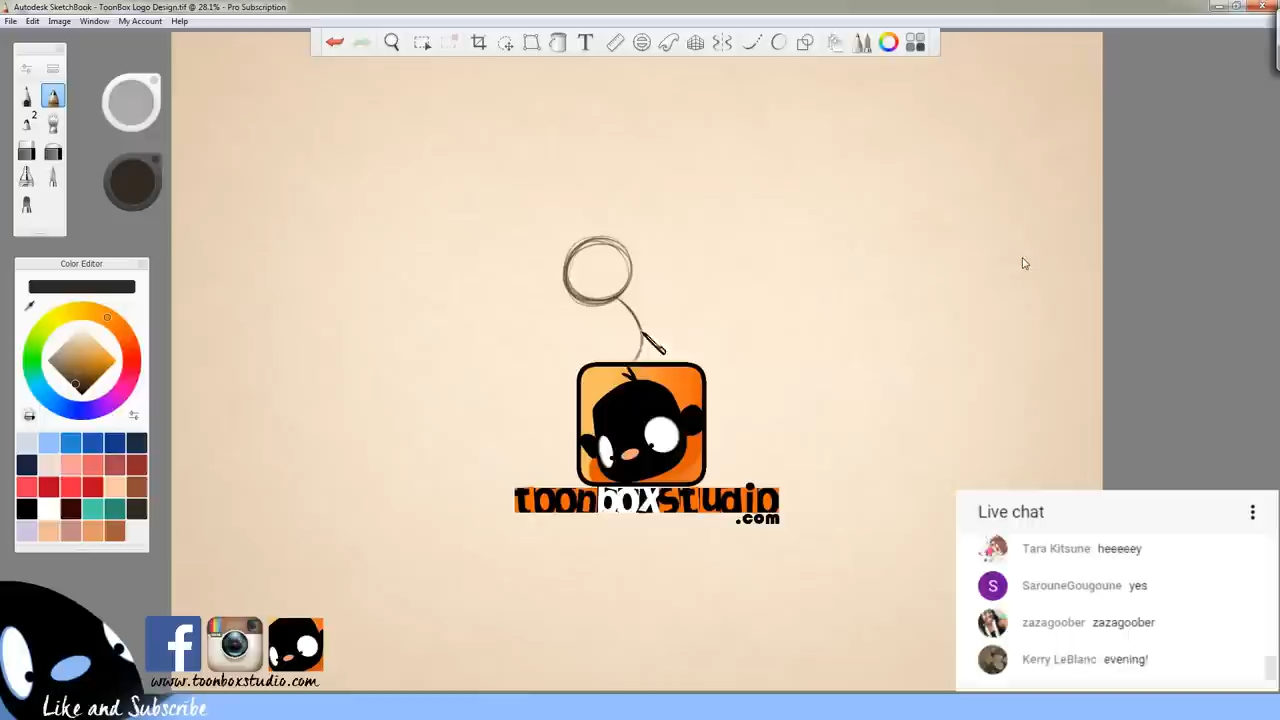 Autodesk SketchBook - ToonBox Logo Design.tif @ 28.1% - Pro Subscription
File Edit Image Window My Account Help
T
2
Color Editor
toonboxstudio
.com
Live chat
Tara Kitsune heeeeey
S SarouneGougoune yes
zazagoober zazagoober
Kerry LeBlanc evening!
f
www.toonboxstudio.com
Like and Subscribe